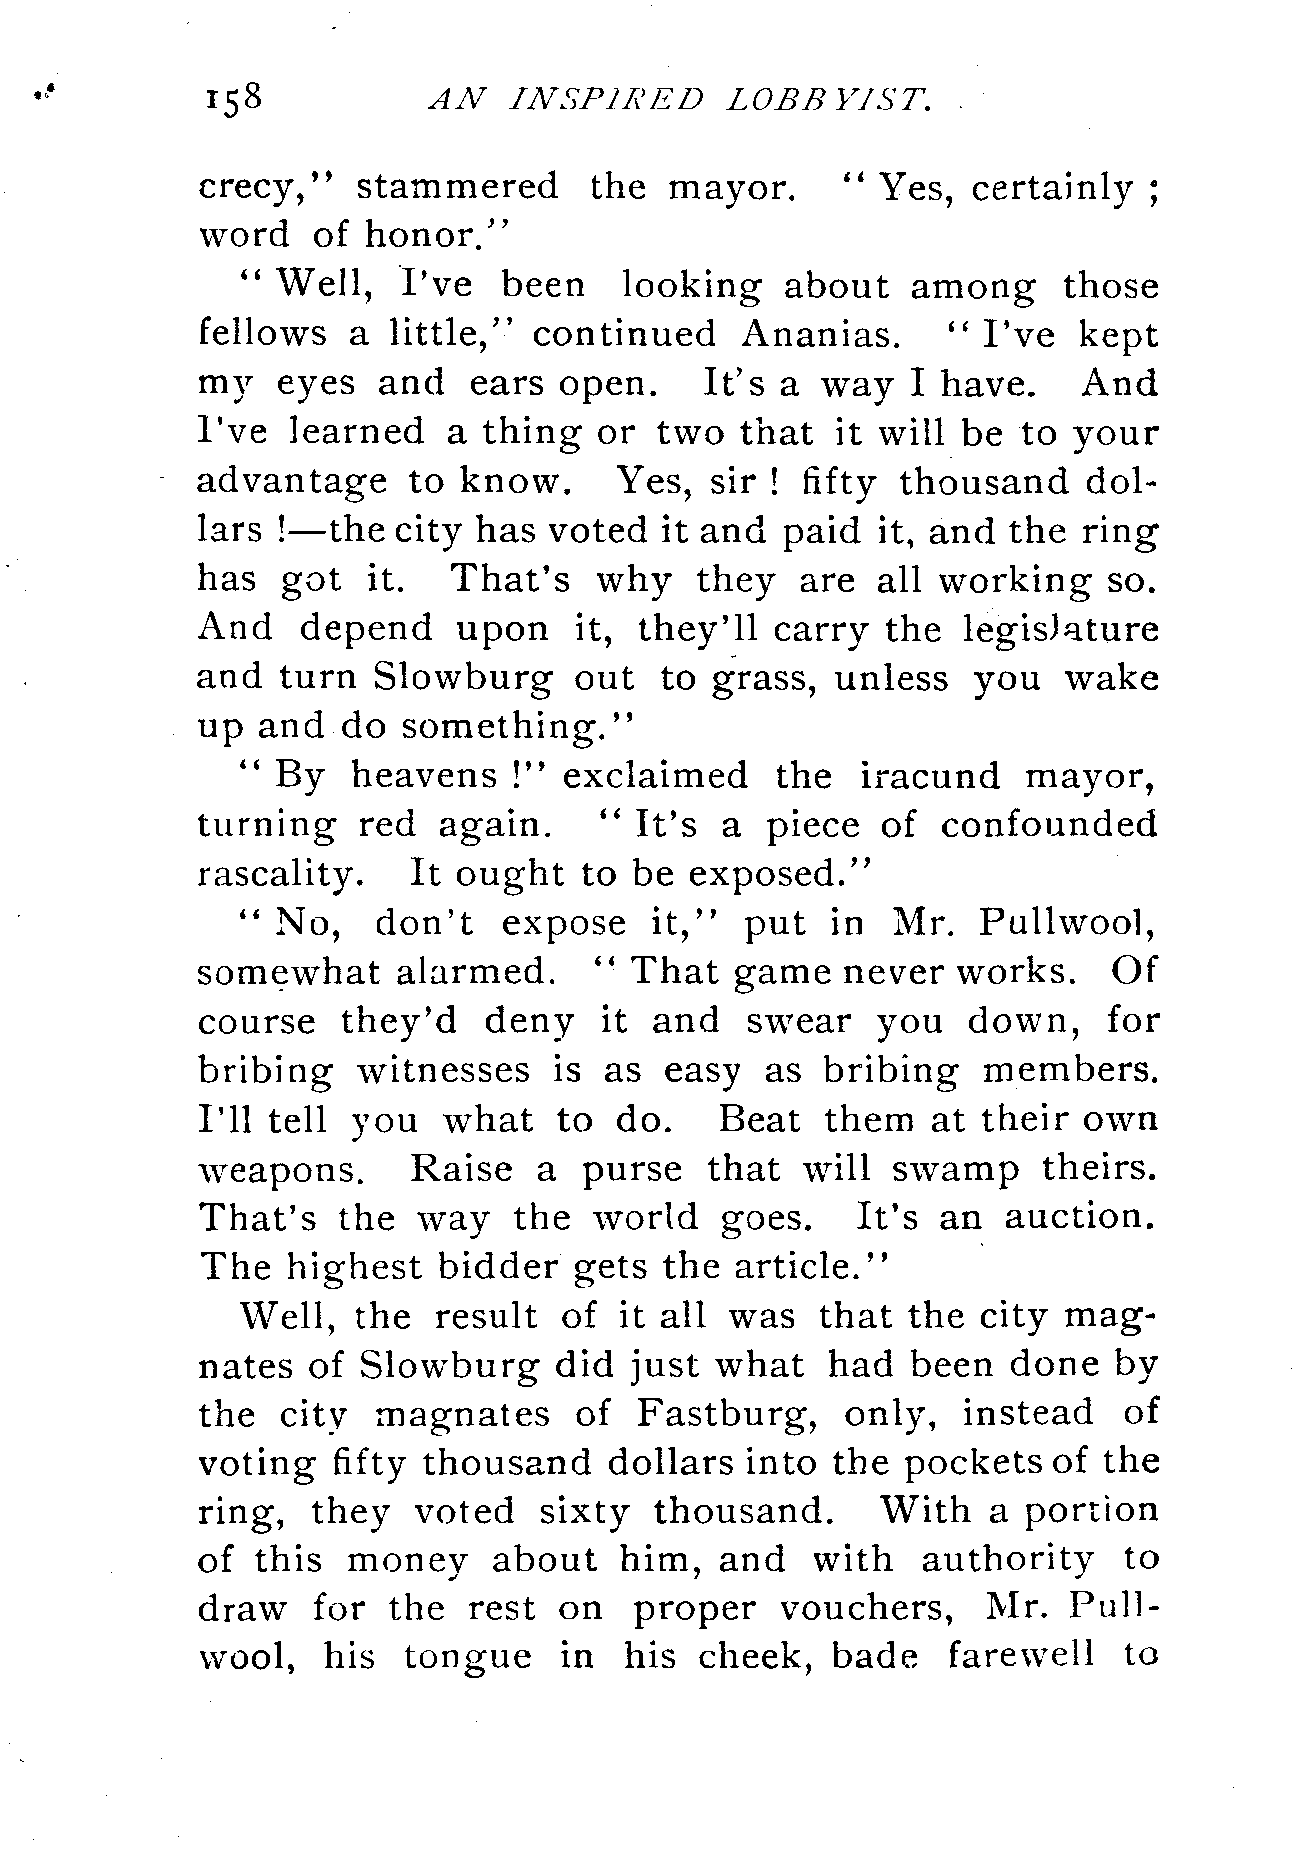 158 AN INSPIRED LOBBYIST.
crecy," stammered the mayor. "Yes, certainly;
word of honor."
"Well, I've been looking about among those
fellows a little," continued Ananias. "I've kept
my eyes and ears open. It's a way I have. And
I've learned a thing or two that it will be to your
advantage to know. Yes, sir! fifty thousand dol-
lars!—the city has voted it and paid it, and the ring
has got it. That's why they are all working so.
And depend upon it, they'll carry the legislature
and turn Slowburg out to grass, unless you wake
up and do something."
"By heavens!" exclaimed the iracund mayor,
turning red again. "It's a piece of confounded
rascality. It ought to be exposed."
"No, don't expose it," put in Mr. Pullwool,
somewhat alarmed. "That game never works. Of
course they'd deny it and swear you down, for
bribing witnesses is as easy as bribing members.
I'll tell you what to do. Beat them at their own
weapons. Raise a purse that will swamp theirs.
That's the way the world goes. It's an auction.
The highest bidder gets the article."
Well, the result of it all was that the city mag-
nates of Slowburg did just what had been done by
the city magnates of Fastburg, only, instead of
voting fifty thousand dollars into the pockets of the
ring, they voted sixty thousand. With a portion
of this money about him, and with authority to
draw for the rest on proper vouchers, Mr. Pull-
wool, his tongue in his cheek, bade farewell to